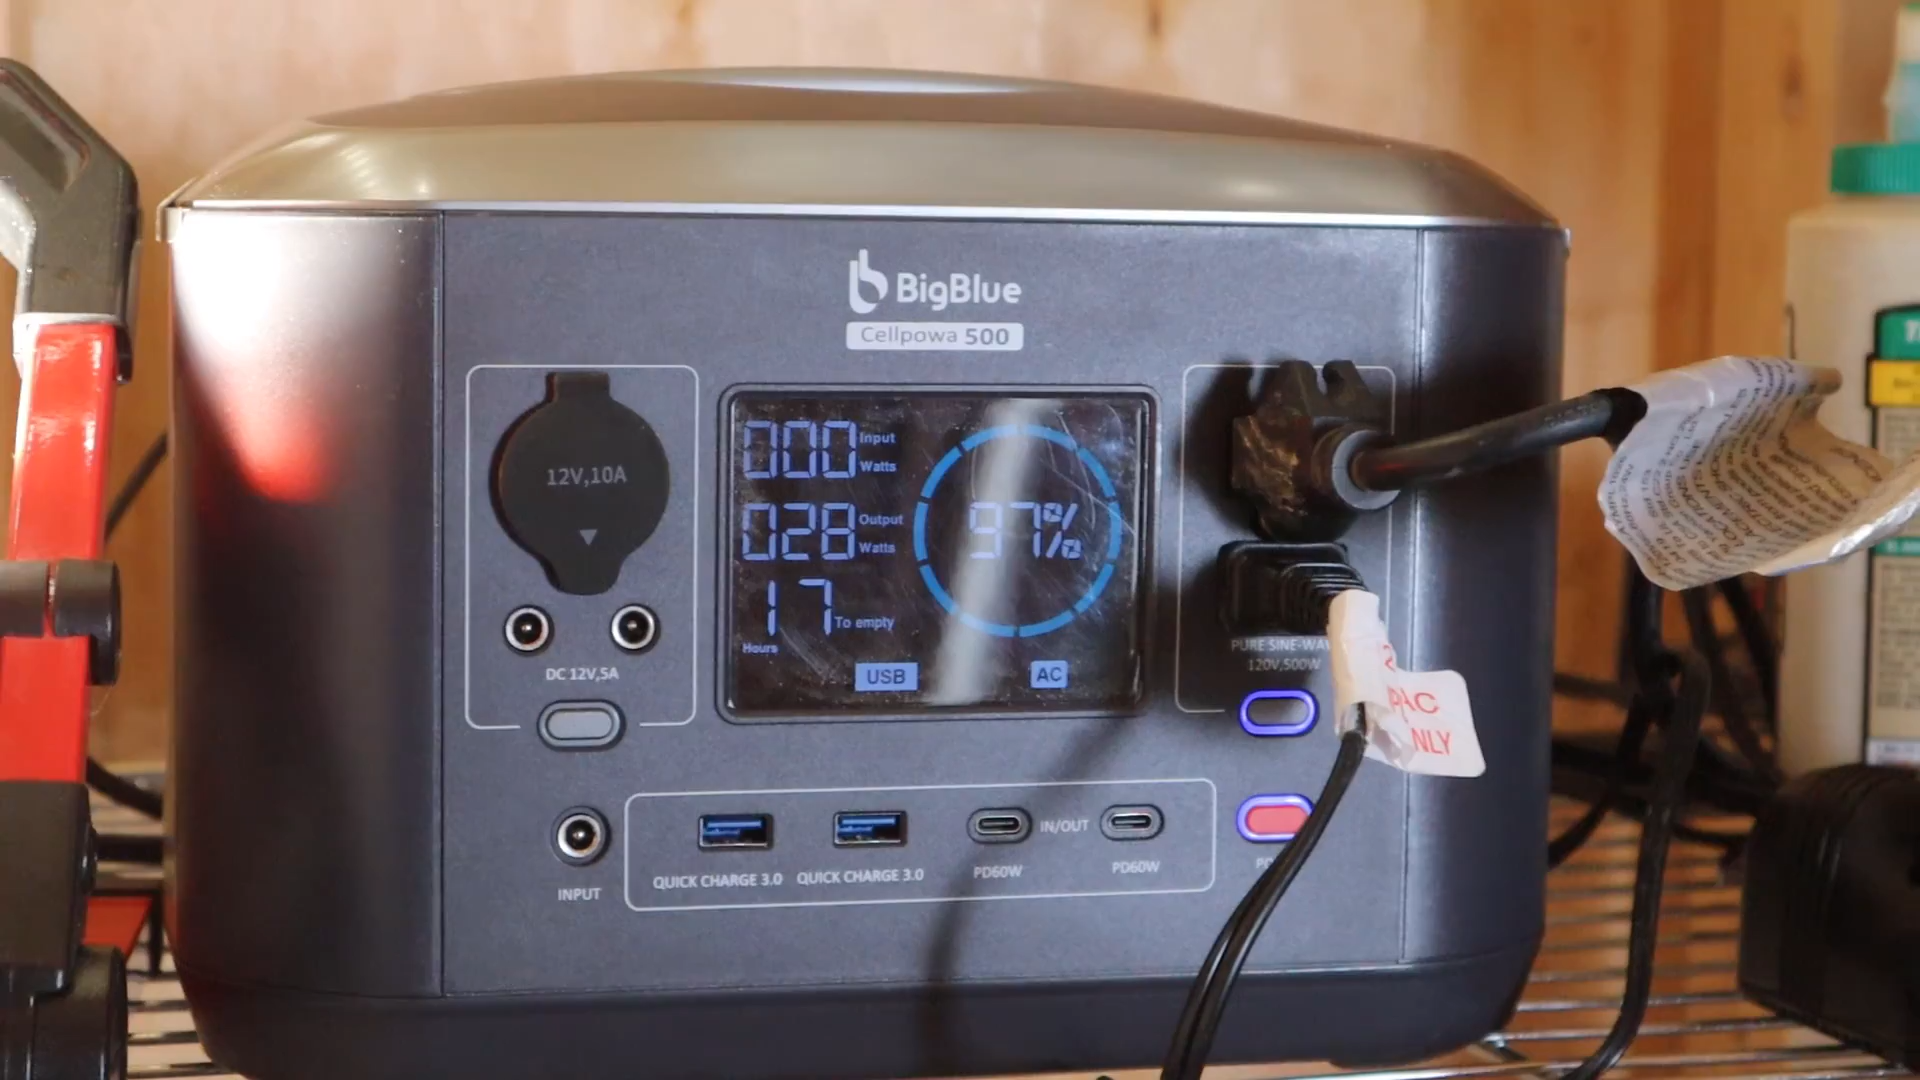 BigBlue
Cellpowa 500
12V,10A
DC 12V,5A
000 Input Watts
028 Output Watts
17 To empty
Hours
97%
USB
AC
PURE SINE-WAV
120V,500W
AC
NLY
INPUT
QUICK CHARGE 3.0
QUICK CHARGE 3.0
PD60W
IN/OUT
PD60W